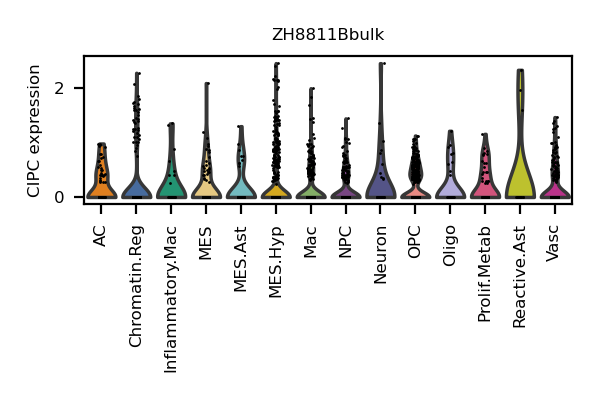 ZH8811Bbulk
CIPC expression
2
0
AC
Chromatin.Reg
Inflammatory.Mac
MES
MES.Ast
MES.Hyp
Mac
NPC
Neuron
OPC
Oligo
Prolif.Metab
Reactive.Ast
Vasc